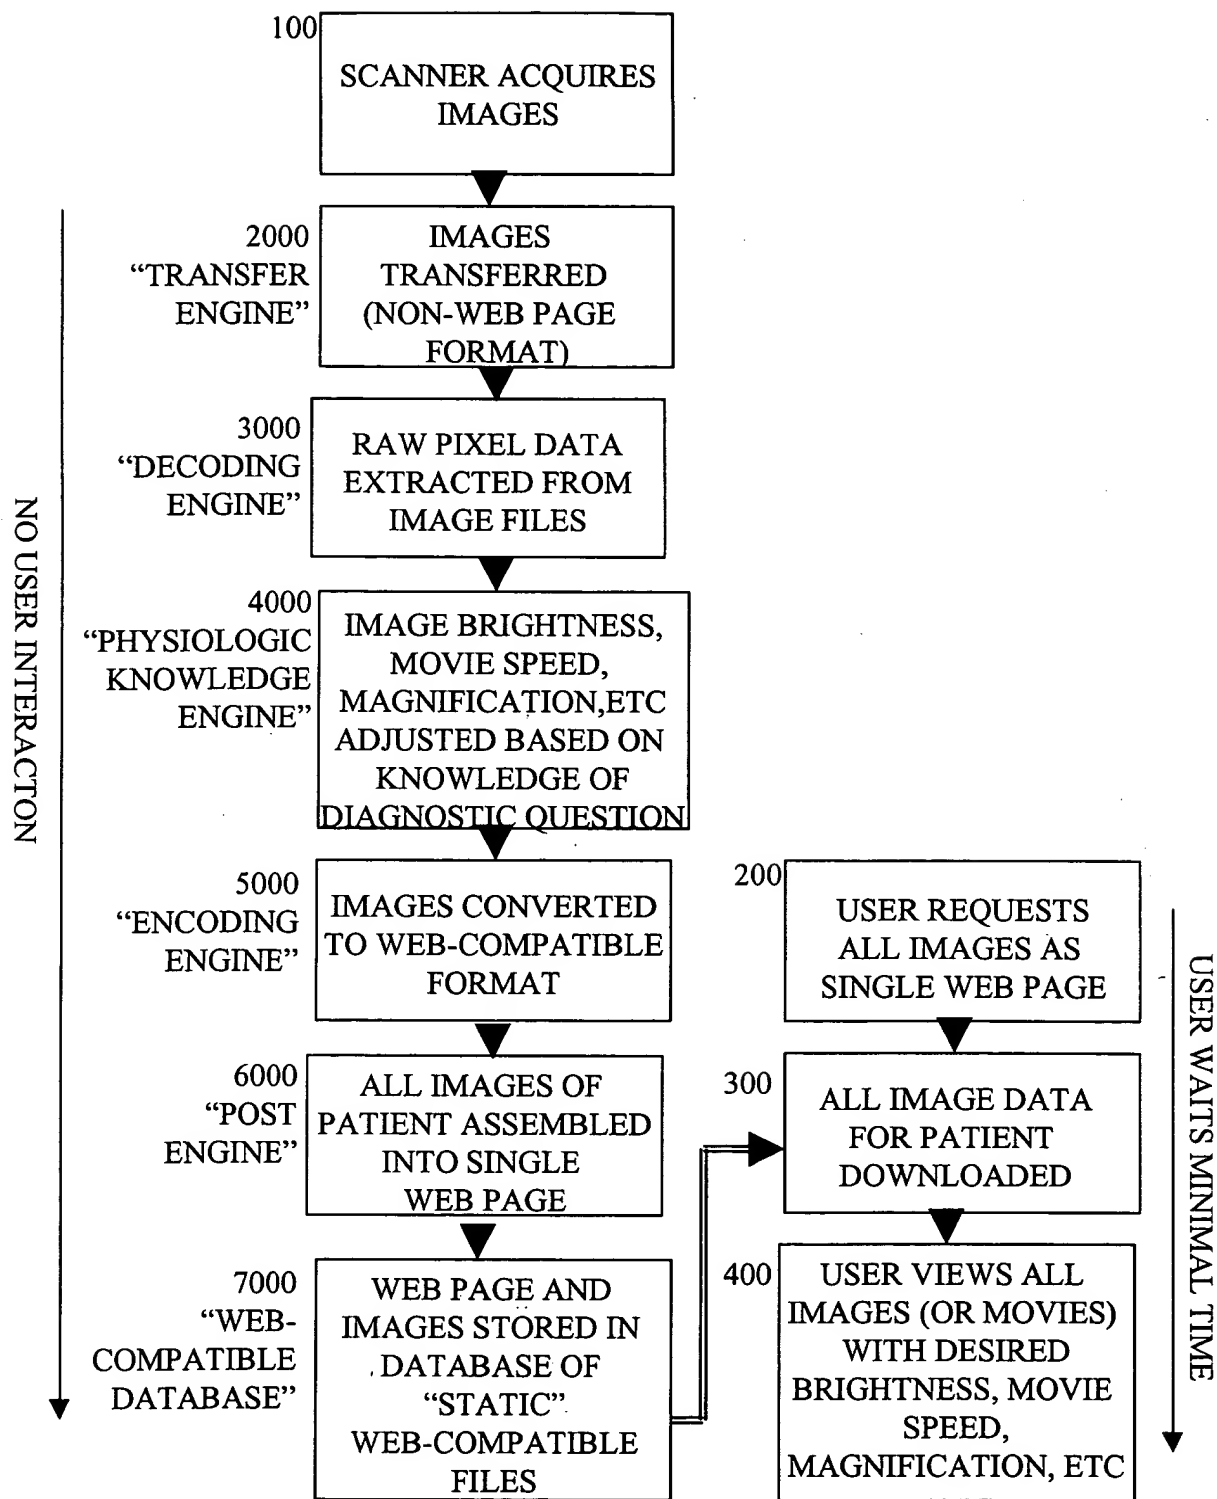 100
SCANNER ACQUIRES
IMAGES
2000
“TRANSFER
ENGINE”
IMAGES
TRANSFERRED
(NON-WEB PAGE
FORMAT)
3000
“DECODING
ENGINE”
RAW PIXEL DATA
EXTRACTED FROM
IMAGE FILES
4000
“PHYSIOLOGIC
KNOWLEDGE
ENGINE”
IMAGE BRIGHTNESS,
MOVIE SPEED,
MAGNIFICATION,ETC
ADJUSTED BASED ON
KNOWLEDGE OF
DIAGNOSTIC QUESTION
5000
“ENCODING
ENGINE”
IMAGES CONVERTED
TO WEB-COMPATIBLE
FORMAT
6000
“POST
ENGINE”
ALL IMAGES OF
PATIENT ASSEMBLED
INTO SINGLE
WEB PAGE
7000
“WEB-
COMPATIBLE
DATABASE”
WEB PAGE AND
IMAGES STORED IN
DATABASE OF
“STATIC”
WEB-COMPATIBLE
FILES
NO USER INTERACTON
200
USER REQUESTS
ALL IMAGES AS
SINGLE WEB PAGE
300
ALL IMAGE DATA
FOR PATIENT
DOWNLOADED
400
USER VIEWS ALL
IMAGES (OR MOVIES)
WITH DESIRED
BRIGHTNESS, MOVIE
SPEED,
MAGNIFICATION, ETC
USER WAITS MINIMAL TIME